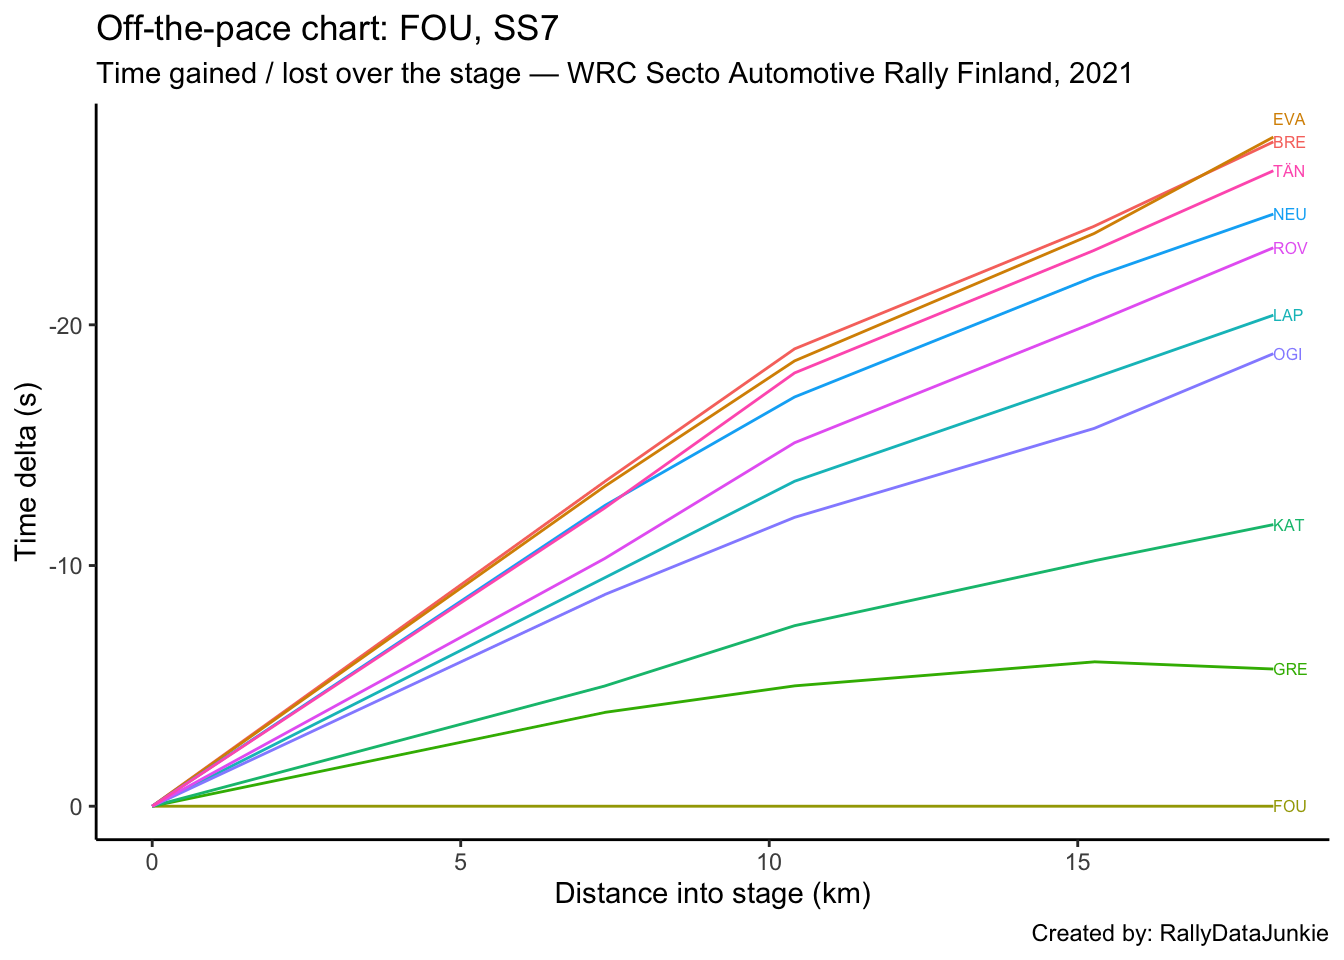 Off-the-pace chart: FOU, SS7
Time gained / lost over the stage — WRC Secto Automotive Rally Finland, 2021
EVA
BRE
TÄN
NEU
ROV
LAP
OGI
KAT
GRE
FOU
Time delta (s)
-20
-10
0
0 5 10 15
Distance into stage (km)
Created by: RallyDataJunkie